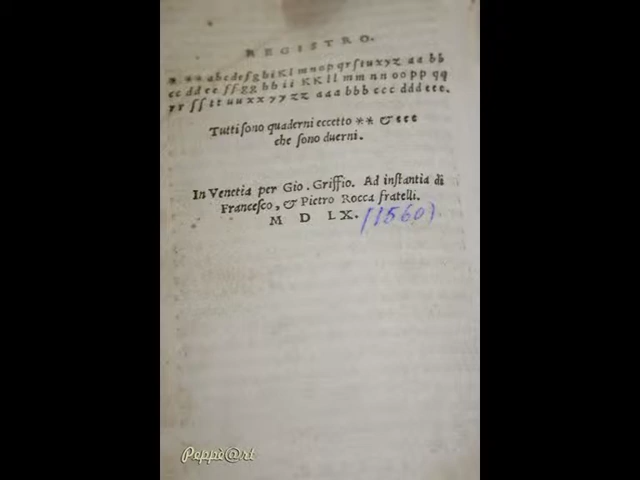 REGISTRO.
* ** abcdefghiKlmnopqrſtuxyz aa bb
cc dd ee ff gg hh ii KK ll mm nn oo pp qq
rr ſſ tt uu xx yy zz aaa bbb ccc ddd eee.
Tutti ſono quaderni eccetto ** & eee
che ſono duerni.
In Venetia per Gio. Griffio. Ad inſtantia di
Franceſco, & Pietro Rocca fratelli.
M D LX. (1560)
Peppe@rt